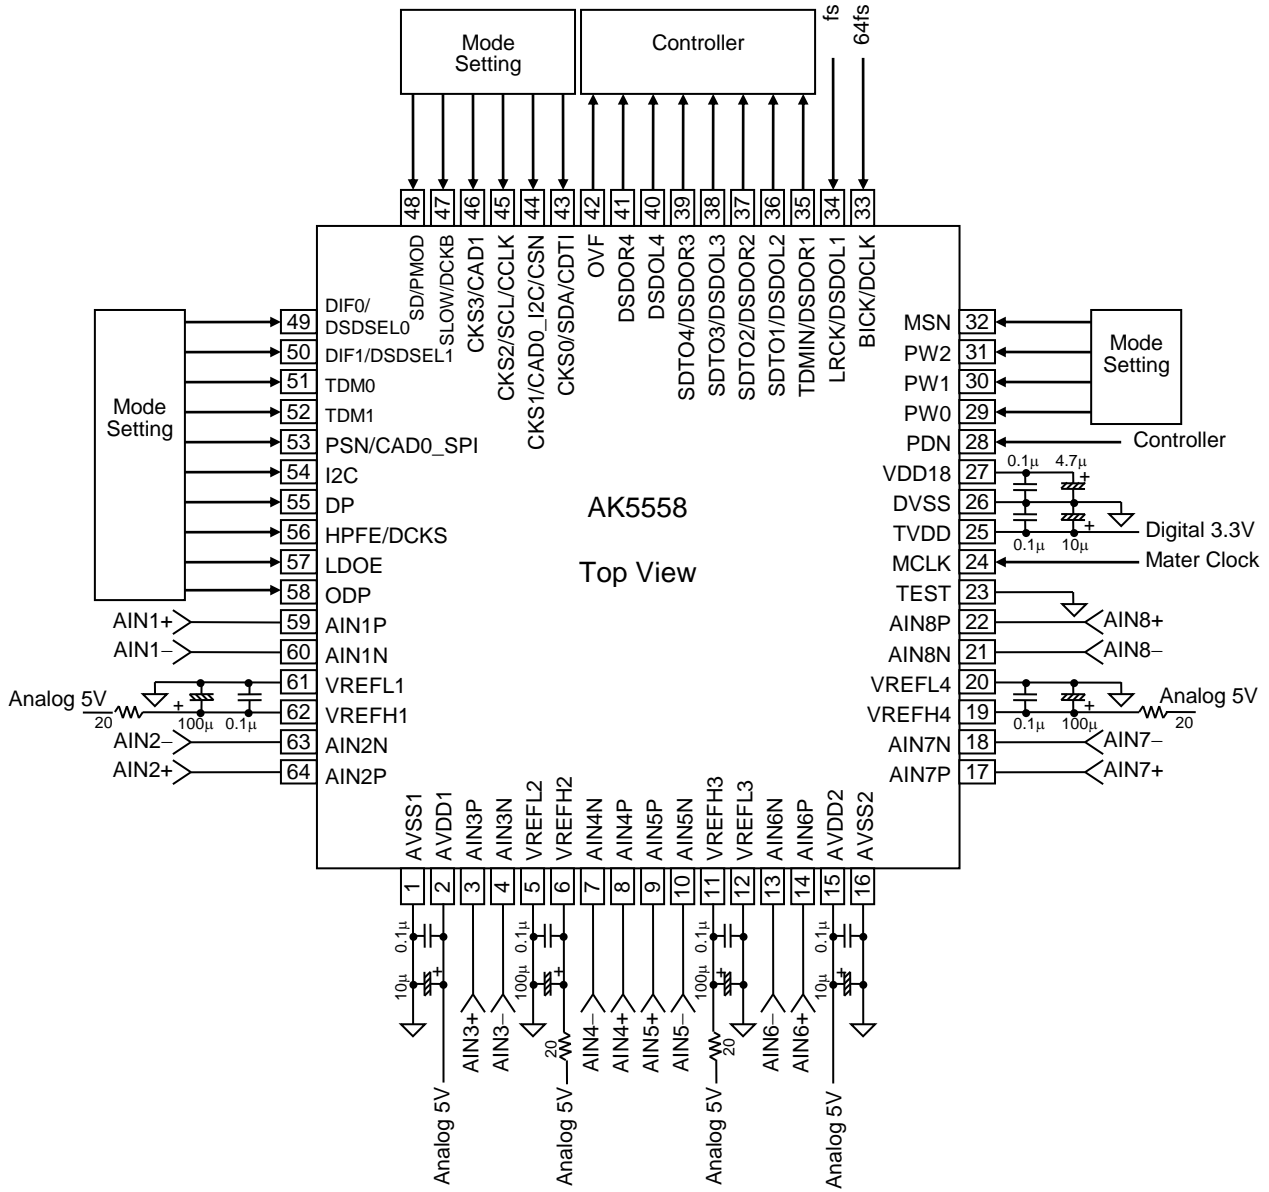 Mode
Setting
Controller
fs
64fs
48
47
46
45
44
43
42
41
40
39
38
37
36
35
34
33
SD/PMOD
SLOW/DCKB
CKS3/CAD1
CKS2/SCL/CCLK
CKS1/CAD0_I2C/CSN
CKS0/SDA/CDTI
OVF
DSDOR4
DSDOL4
SDTO4/DSDOR3
SDTO3/DSDOL3
SDTO2/DSDOR2
SDTO1/DSDOL2
TDMIN/DSDOR1
LRCK/DSDOL1
BICK/DCLK
Mode
Setting
49 DIF0/
DSDSEL0
50 DIF1/DSDSEL1
51 TDM0
52 TDM1
53 PSN/CAD0_SPI
54 I2C
55 DP
56 HPFE/DCKS
57 LDOE
58 ODP
AIN1+ 59 AIN1P
AIN1− 60 AIN1N
61 VREFL1
Analog 5V
20
+
100μ
0.1μ
62 VREFH1
AIN2− 63 AIN2N
AIN2+ 64 AIN2P
AK5558
Top View
MSN 32
PW2 31
PW1 30
PW0 29
Mode
Setting
PDN 28 Controller
0.1μ
4.7μ
+
VDD18 27
DVSS 26
TVDD 25 Digital 3.3V
+
0.1μ
10μ
MCLK 24 Mater Clock
TEST 23
AIN8P 22 AIN8+
AIN8N 21 AIN8−
VREFL4 20
Analog 5V
VREFH4 19
+
0.1μ
100μ
20
AIN7N 18 AIN7−
AIN7P 17 AIN7+
AVSS1
AVDD1
AIN3P
AIN3N
VREFL2
VREFH2
AIN4N
AIN4P
AIN5P
AIN5N
VREFH3
VREFL3
AIN6N
AIN6P
AVDD2
AVSS2
1
2
3
4
5
6
7
8
9
10
11
12
13
14
15
16
0.1μ
0.1μ
0.1μ
0.1μ
10μ
+
100μ
+
100μ
+
10μ
+
AIN3+
AIN3−
20
AIN4−
AIN4+
AIN5+
AIN5−
20
AIN6−
AIN6+
Analog 5V
Analog 5V
Analog 5V
Analog 5V